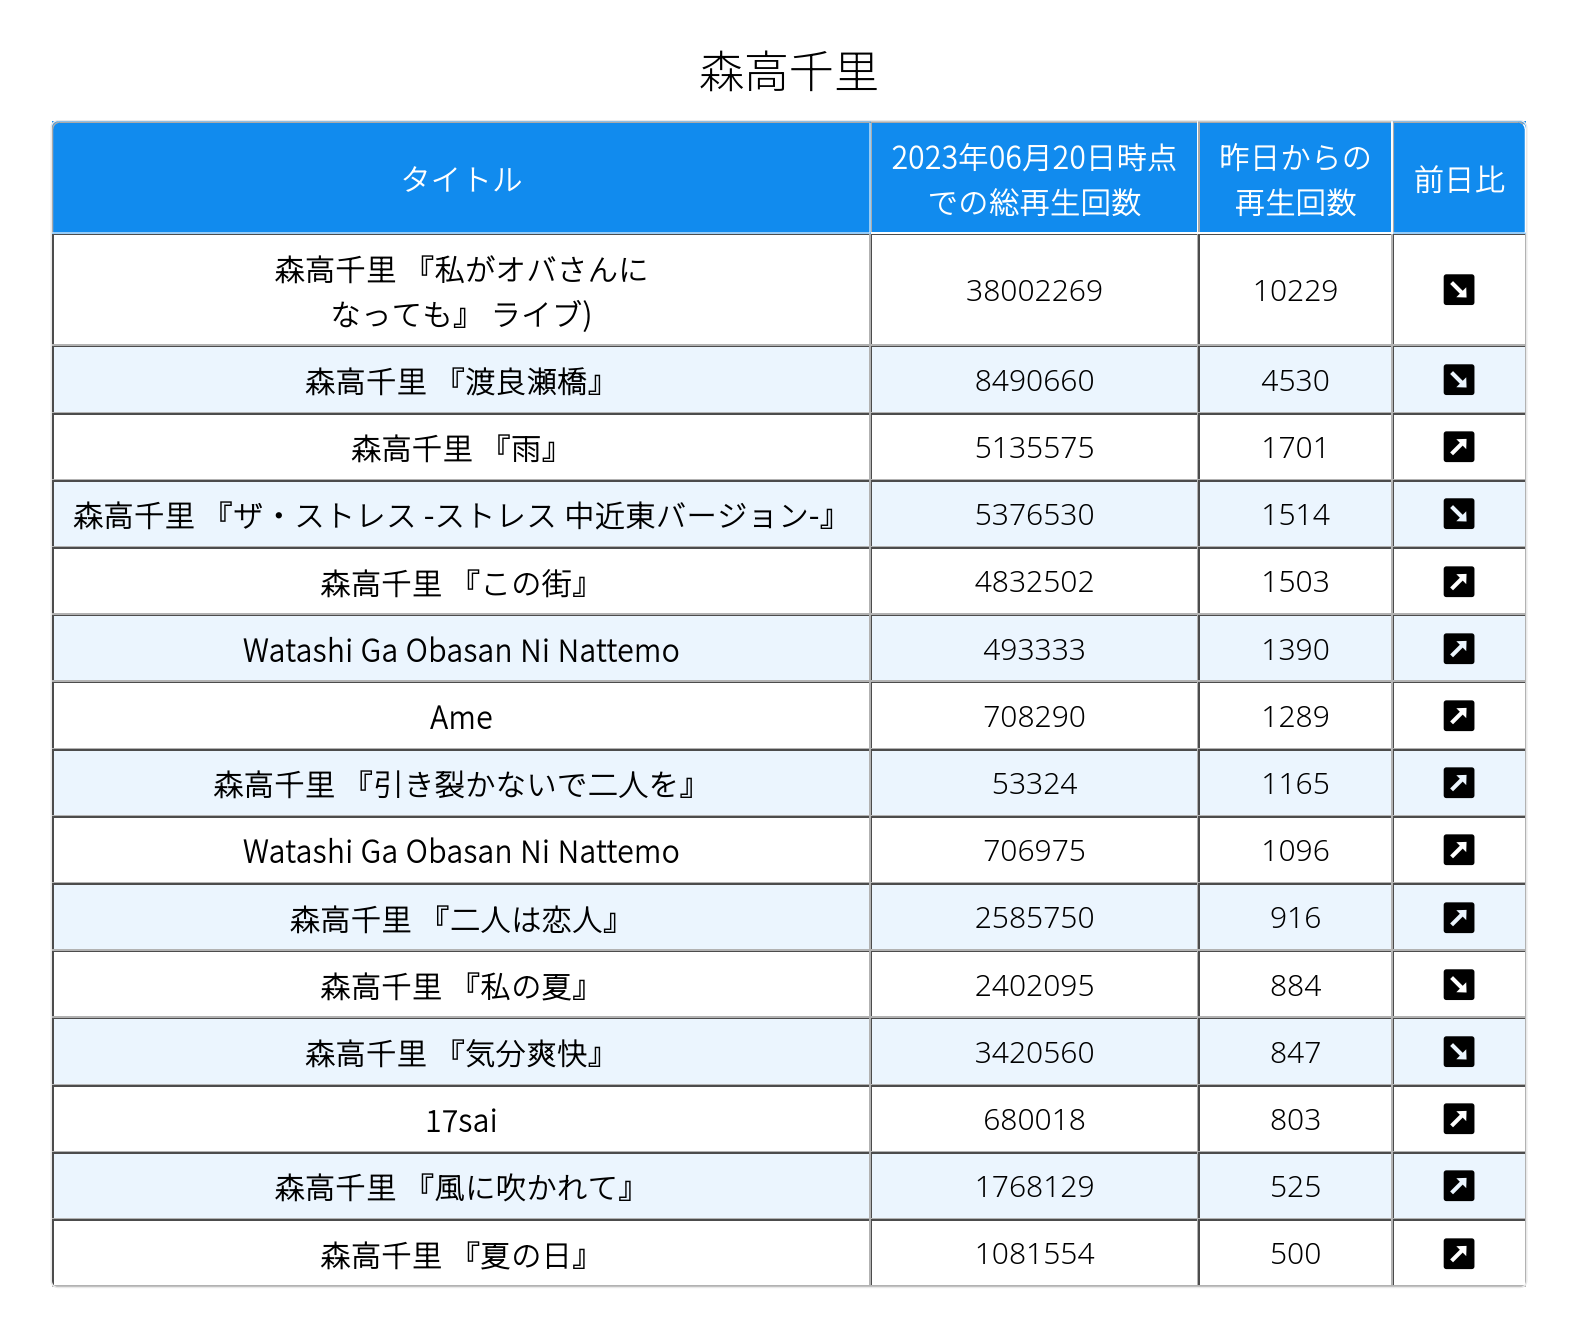 森高千里
タイトル
2023年06月20日時点
での総再生回数
昨日からの
再生回数
前日比
森高千里 『私がオバさんに
なっても』 ライブ)
38002269
10229
森高千里 『渡良瀬橋』
8490660
4530
森高千里 『雨』
5135575
1701
森高千里 『ザ・ストレス -ストレス 中近東バージョン-』
5376530
1514
森高千里 『この街』
4832502
1503
Watashi Ga Obasan Ni Nattemo
493333
1390
Ame
708290
1289
森高千里 『引き裂かないで二人を』
53324
1165
Watashi Ga Obasan Ni Nattemo
706975
1096
森高千里 『二人は恋人』
2585750
916
森高千里 『私の夏』
2402095
884
森高千里 『気分爽快』
3420560
847
17sai
680018
803
森高千里 『風に吹かれて』
1768129
525
森高千里 『夏の日』
1081554
500